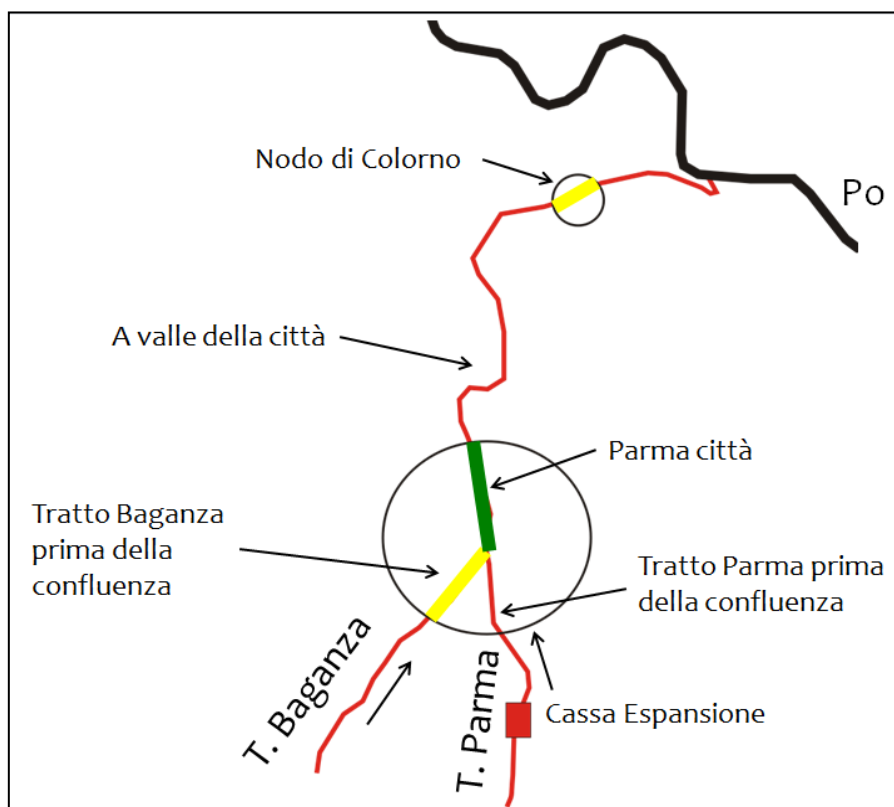 Nodo di Colorno
Po
A valle della città
Parma città
Tratto Baganza
prima della
confluenza
Tratto Parma prima
della confluenza
T. Baganza
T. Parma
Cassa Espansione